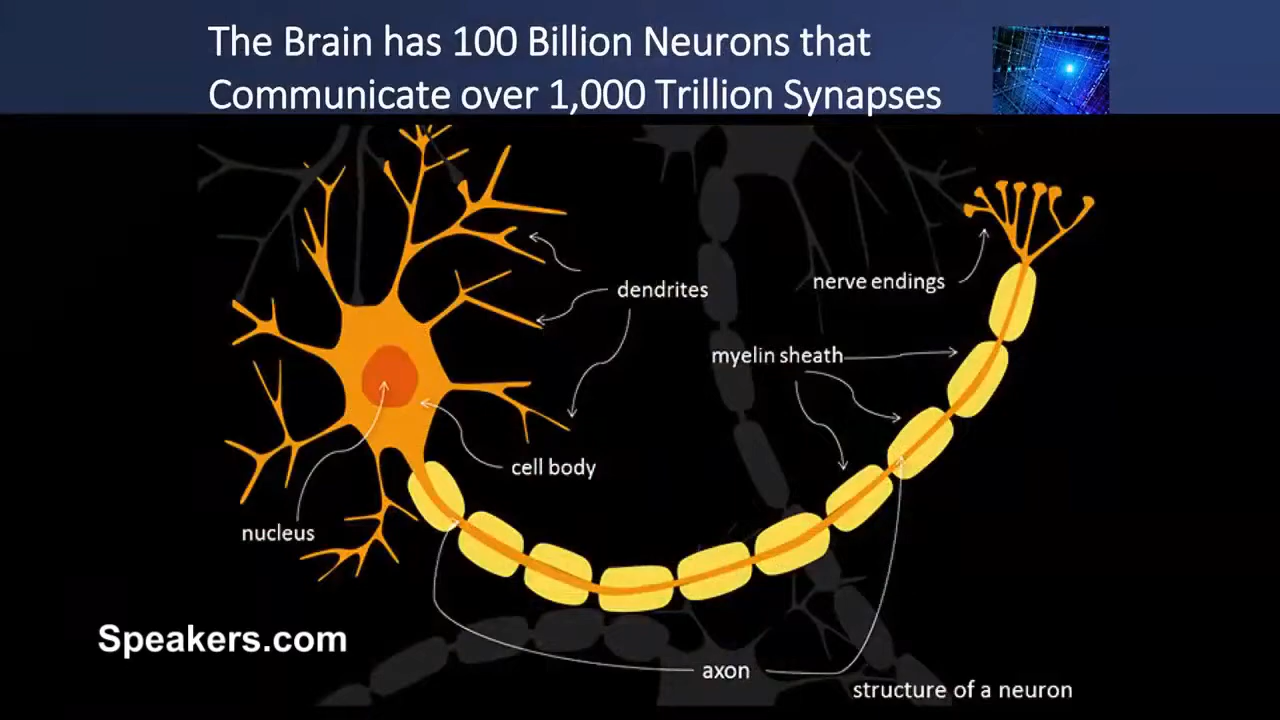 The Brain has 100 Billion Neurons that
Communicate over 1,000 Trillion Synapses
dendrites
nerve endings
myelin sheath
cell body
nucleus
Speakers.com
axon
structure of a neuron